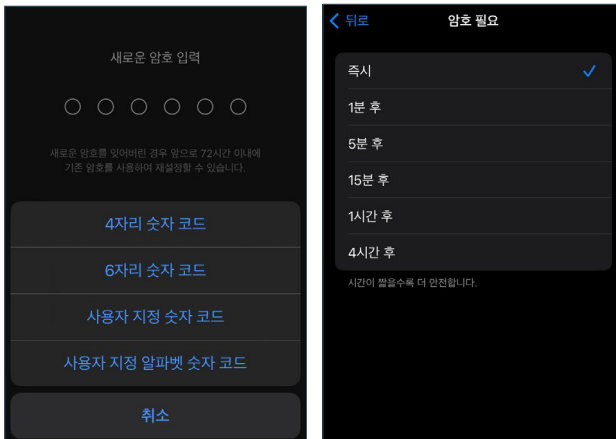 새로운 암호 입력
새로운 암호를 잊어버린 경우 앞으로 72시간 이내에
기존 암호를 사용하여 재설정할 수 있습니다.
4자리 숫자 코드
6자리 숫자 코드
사용자 지정 숫자 코드
사용자 지정 알파벳 숫자 코드
취소
뒤로
암호 필요
즉시
1분 후
5분 후
15분 후
1시간 후
4시간 후
시간이 짧을수록 더 안전합니다.